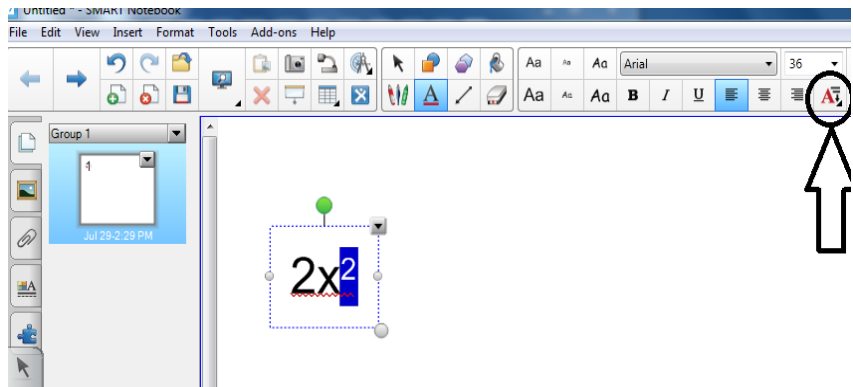 Untitled * - SMART Notebook
File Edit View Insert Format Tools Add-ons Help
Aa Aa Aa Arial 36
Aa Aa Aa B I U A
Group 1
Jul 29-2:29 PM
2x²